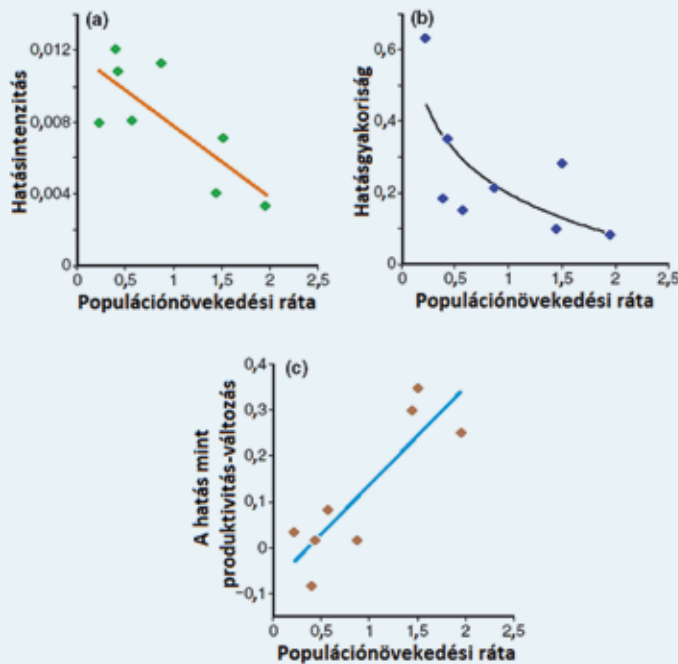 (a)
0,012
0,008
0,004
0
Hatásintenzitás
0 0,5 1 1,5 2 2,5
Populációnövekedési ráta
(b)
0,6
0,4
0,2
0
Hatásgyakoriság
0 0,5 1 1,5 2 2,5
Populációnövekedési ráta
(c)
0,4
0,3
0,2
0,1
0
−0,1
A hatás mint
produktivitás-változás
0 0,5 1 1,5 2 2,5
Populációnövekedési ráta